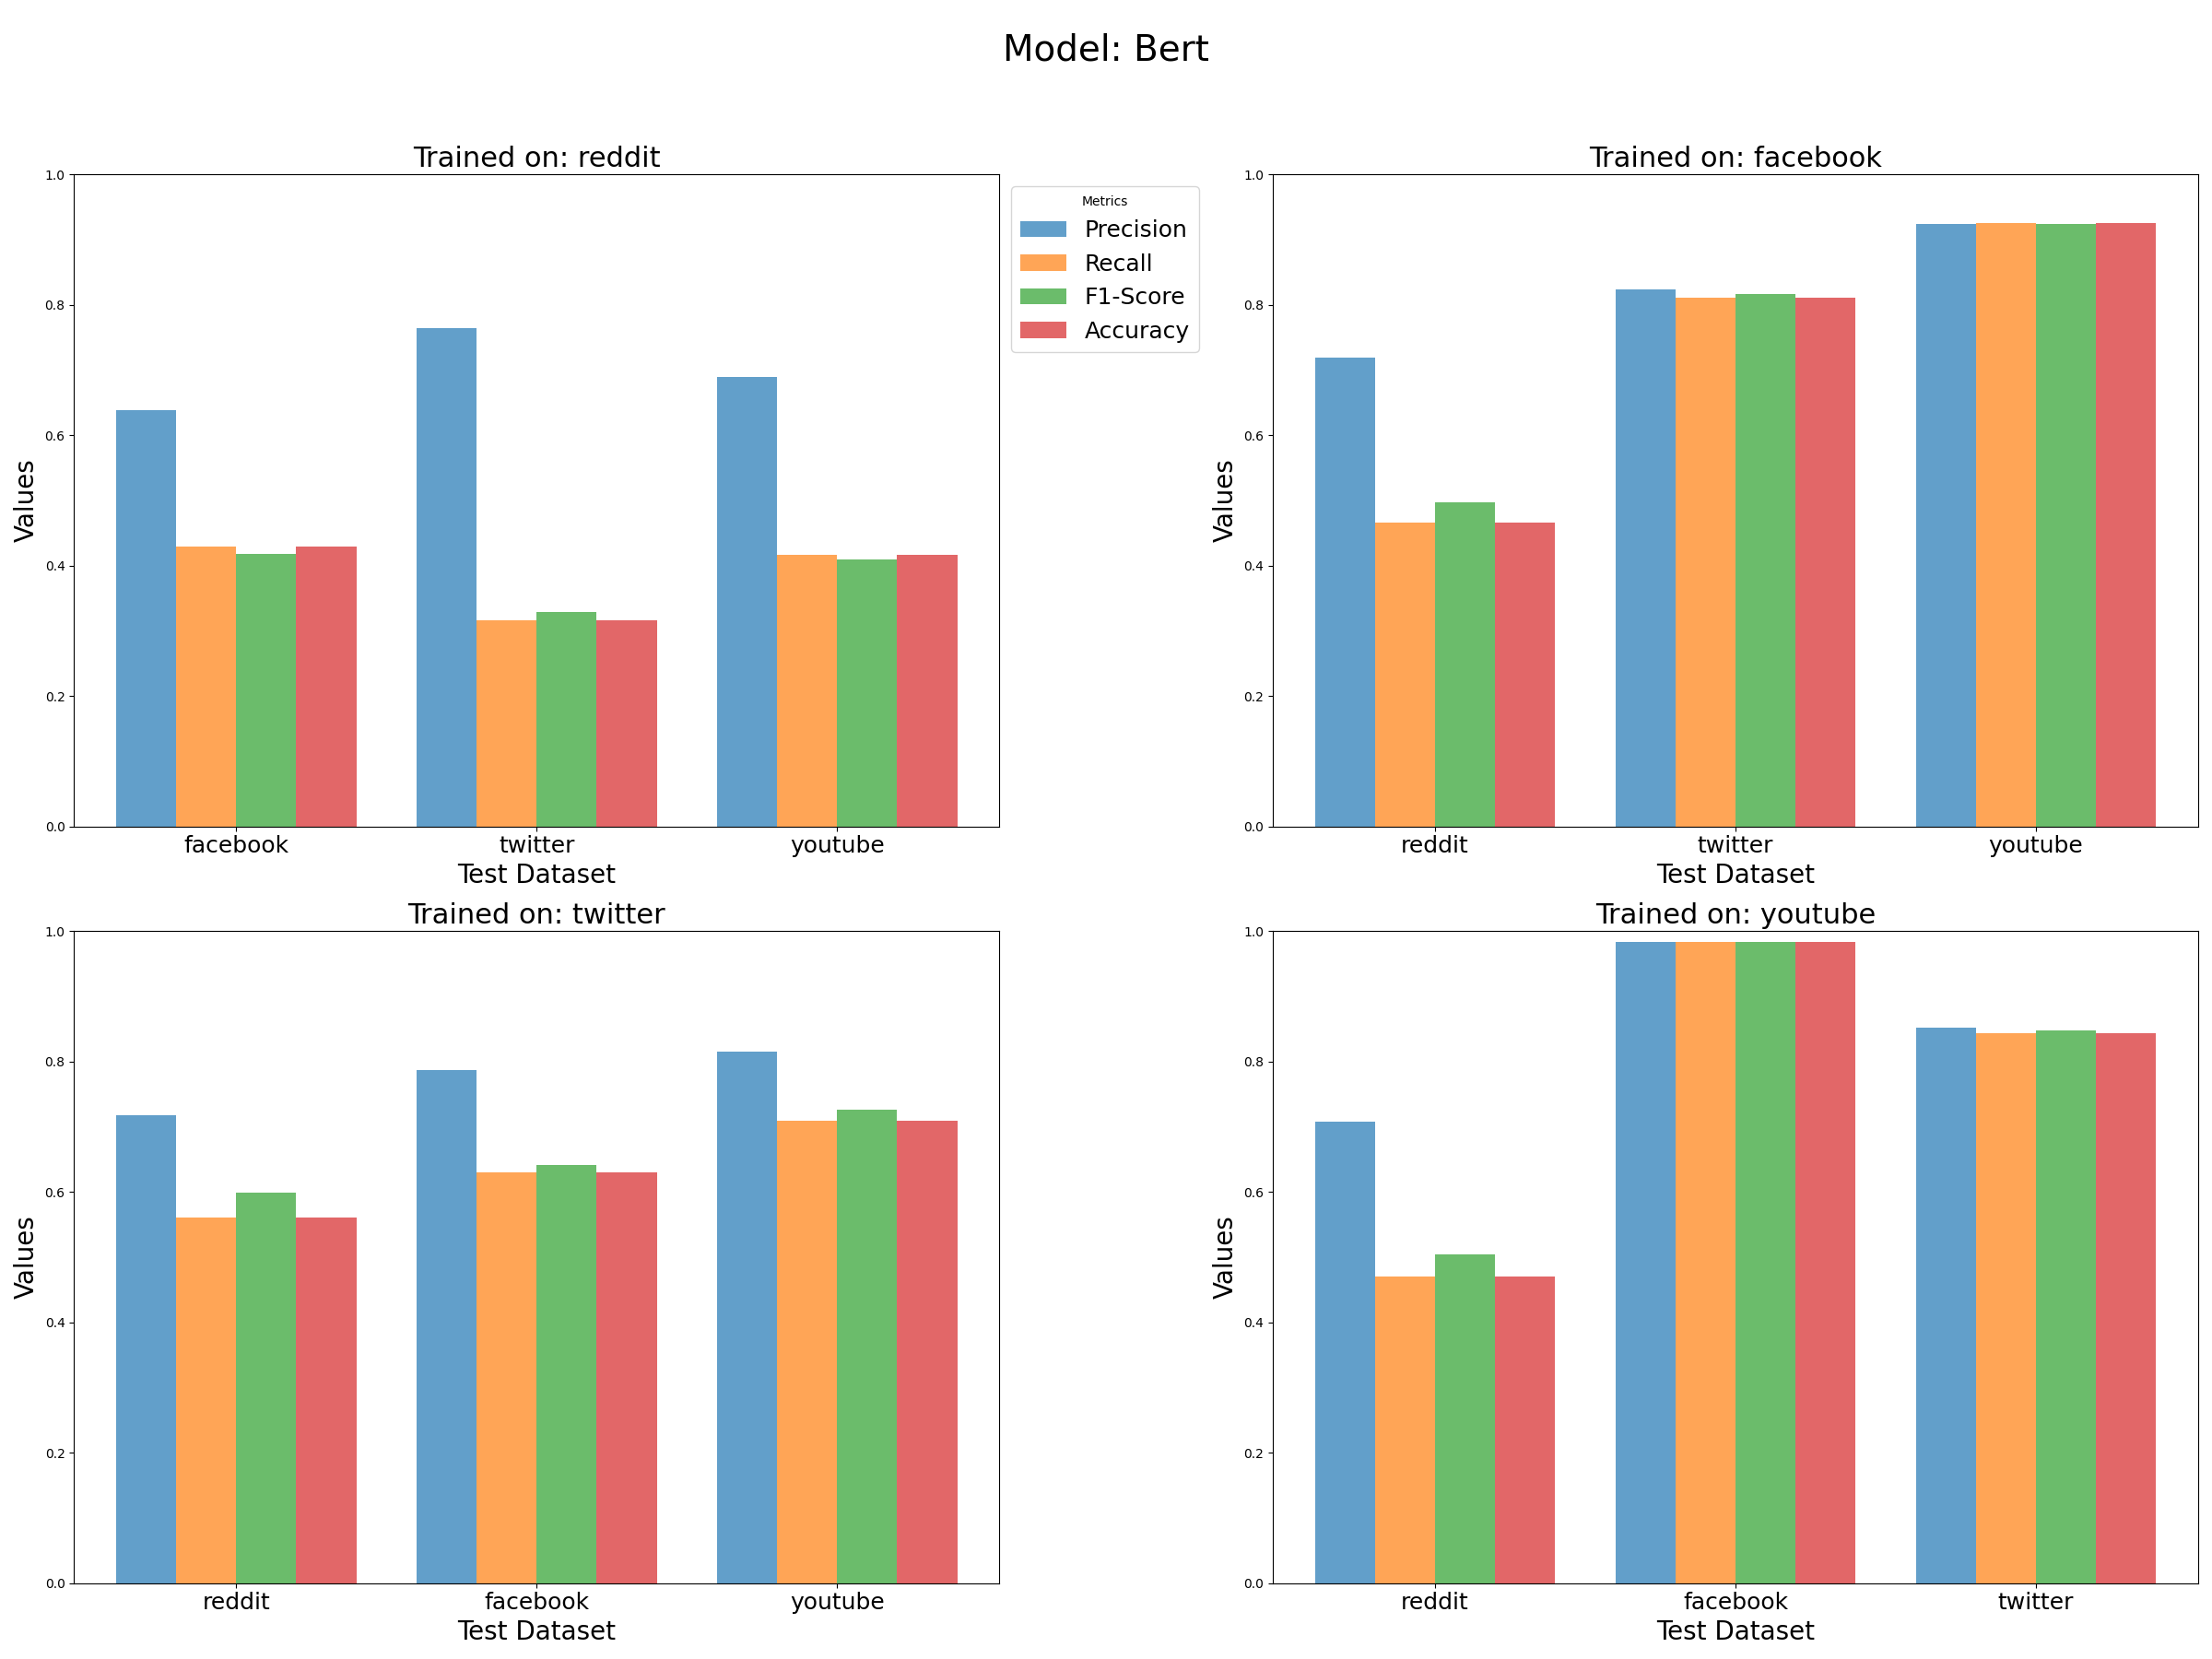 Model: Bert
Trained on: reddit
1.0
0.8
0.6
0.4
0.2
0.0
Values
facebook twitter youtube
Test Dataset
Metrics
Precision
Recall
F1-Score
Accuracy
Trained on: facebook
1.0
0.8
0.6
0.4
0.2
0.0
Values
reddit twitter youtube
Test Dataset
Trained on: twitter
1.0
0.8
0.6
0.4
0.2
0.0
Values
reddit facebook youtube
Test Dataset
Trained on: youtube
1.0
0.8
0.6
0.4
0.2
0.0
Values
reddit facebook twitter
Test Dataset